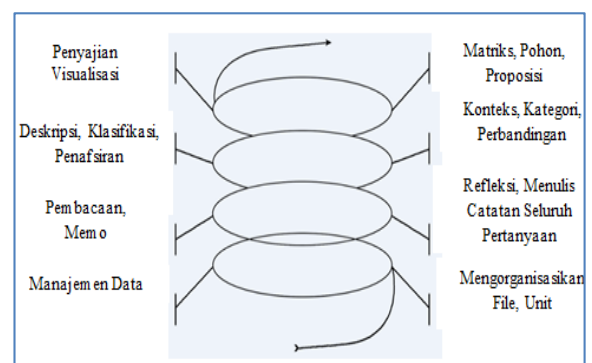 Penyajian
Visualisasi
Matriks, Pohon,
Proposisi
Deskripsi, Klasifikasi,
Penafsiran
Konteks, Kategori,
Perbandingan
Pembacaan,
Memo
Refleksi, Menulis
Catatan Seluruh
Pertanyaan
Manajemen Data
Mengorganisasikan
File, Unit